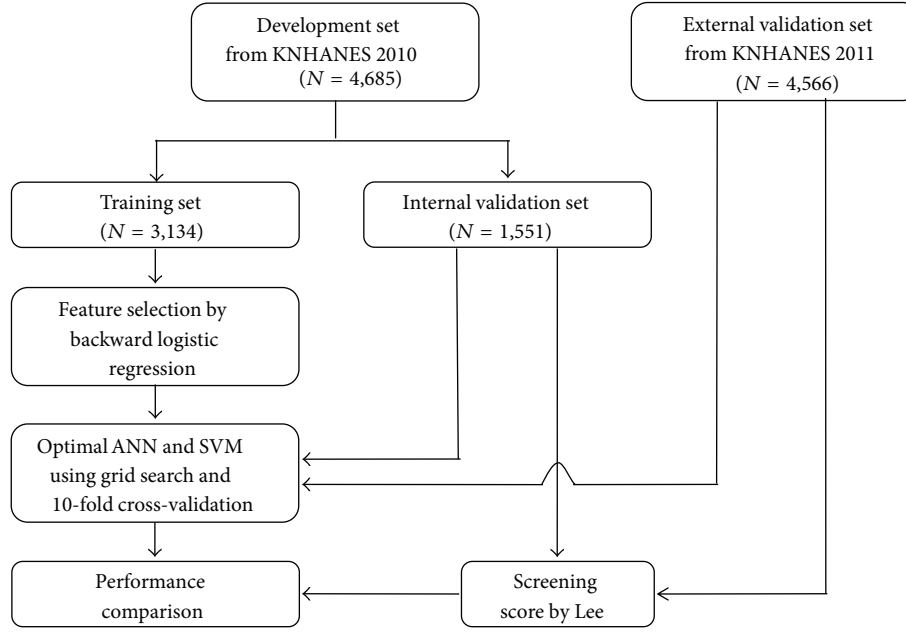 Development set
from KNHANES 2010
(N = 4,685)
External validation set
from KNHANES 2011
(N = 4,566)
Training set
(N = 3,134)
Internal validation set
(N = 1,551)
Feature selection by
backward logistic
regression
Optimal ANN and SVM
using grid search and
10-fold cross-validation
Performance
comparison
Screening
score by Lee